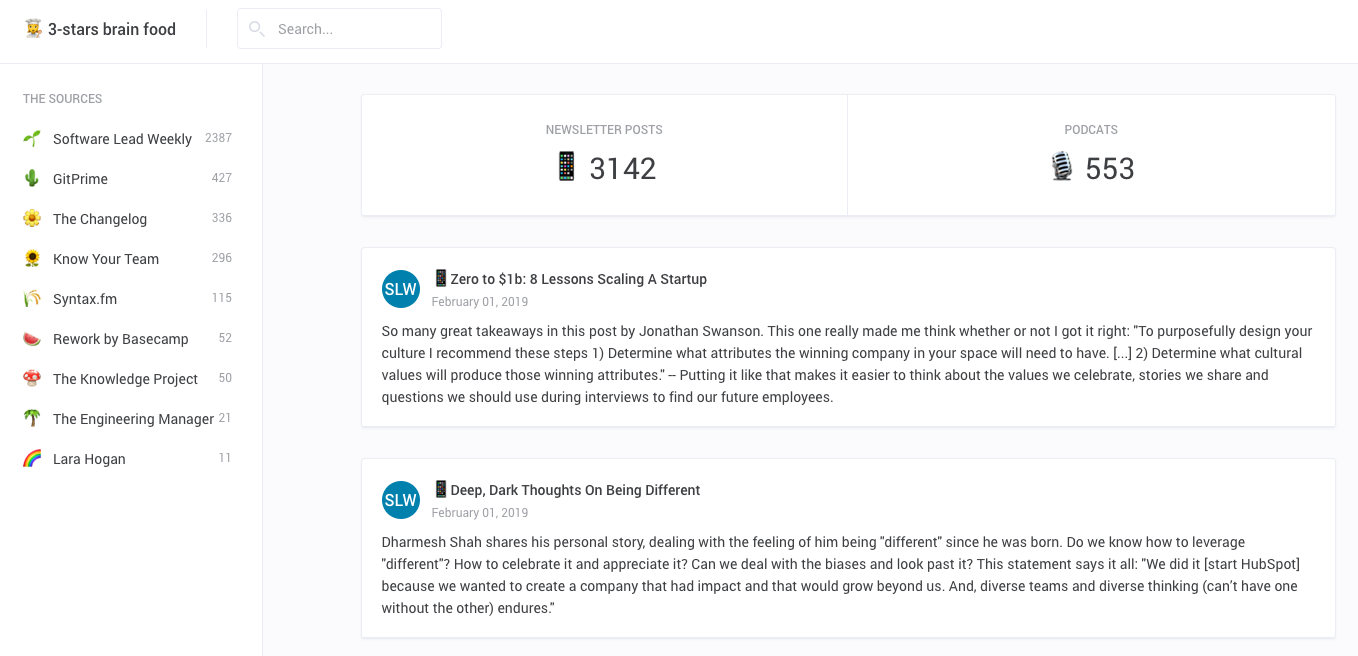 3-stars brain food
Search...
THE SOURCES
Software Lead Weekly 2387
GitPrime 427
The Changelog 336
Know Your Team 296
Syntax.fm 115
Rework by Basecamp 52
The Knowledge Project 50
The Engineering Manager 21
Lara Hogan 11
NEWSLETTER POSTS
3142
PODCATS
553
SLW
Zero to $1b: 8 Lessons Scaling A Startup
February 01, 2019
So many great takeaways in this post by Jonathan Swanson. This one really made me think whether or not I got it right: "To purposefully design your
culture I recommend these steps 1) Determine what attributes the winning company in your space will need to have. [...] 2) Determine what cultural
values will produce those winning attributes." – Putting it like that makes it easier to think about the values we celebrate, stories we share and
questions we should use during interviews to find our future employees.
SLW
Deep, Dark Thoughts On Being Different
February 01, 2019
Dharmesh Shah shares his personal story, dealing with the feeling of him being "different" since he was born. Do we know how to leverage
"different"? How to celebrate it and appreciate it? Can we deal with the biases and look past it? This statement says it all: "We did it [start HubSpot]
because we wanted to create a company that had impact and that would grow beyond us. And, diverse teams and diverse thinking (can’t have one
without the other) endures."